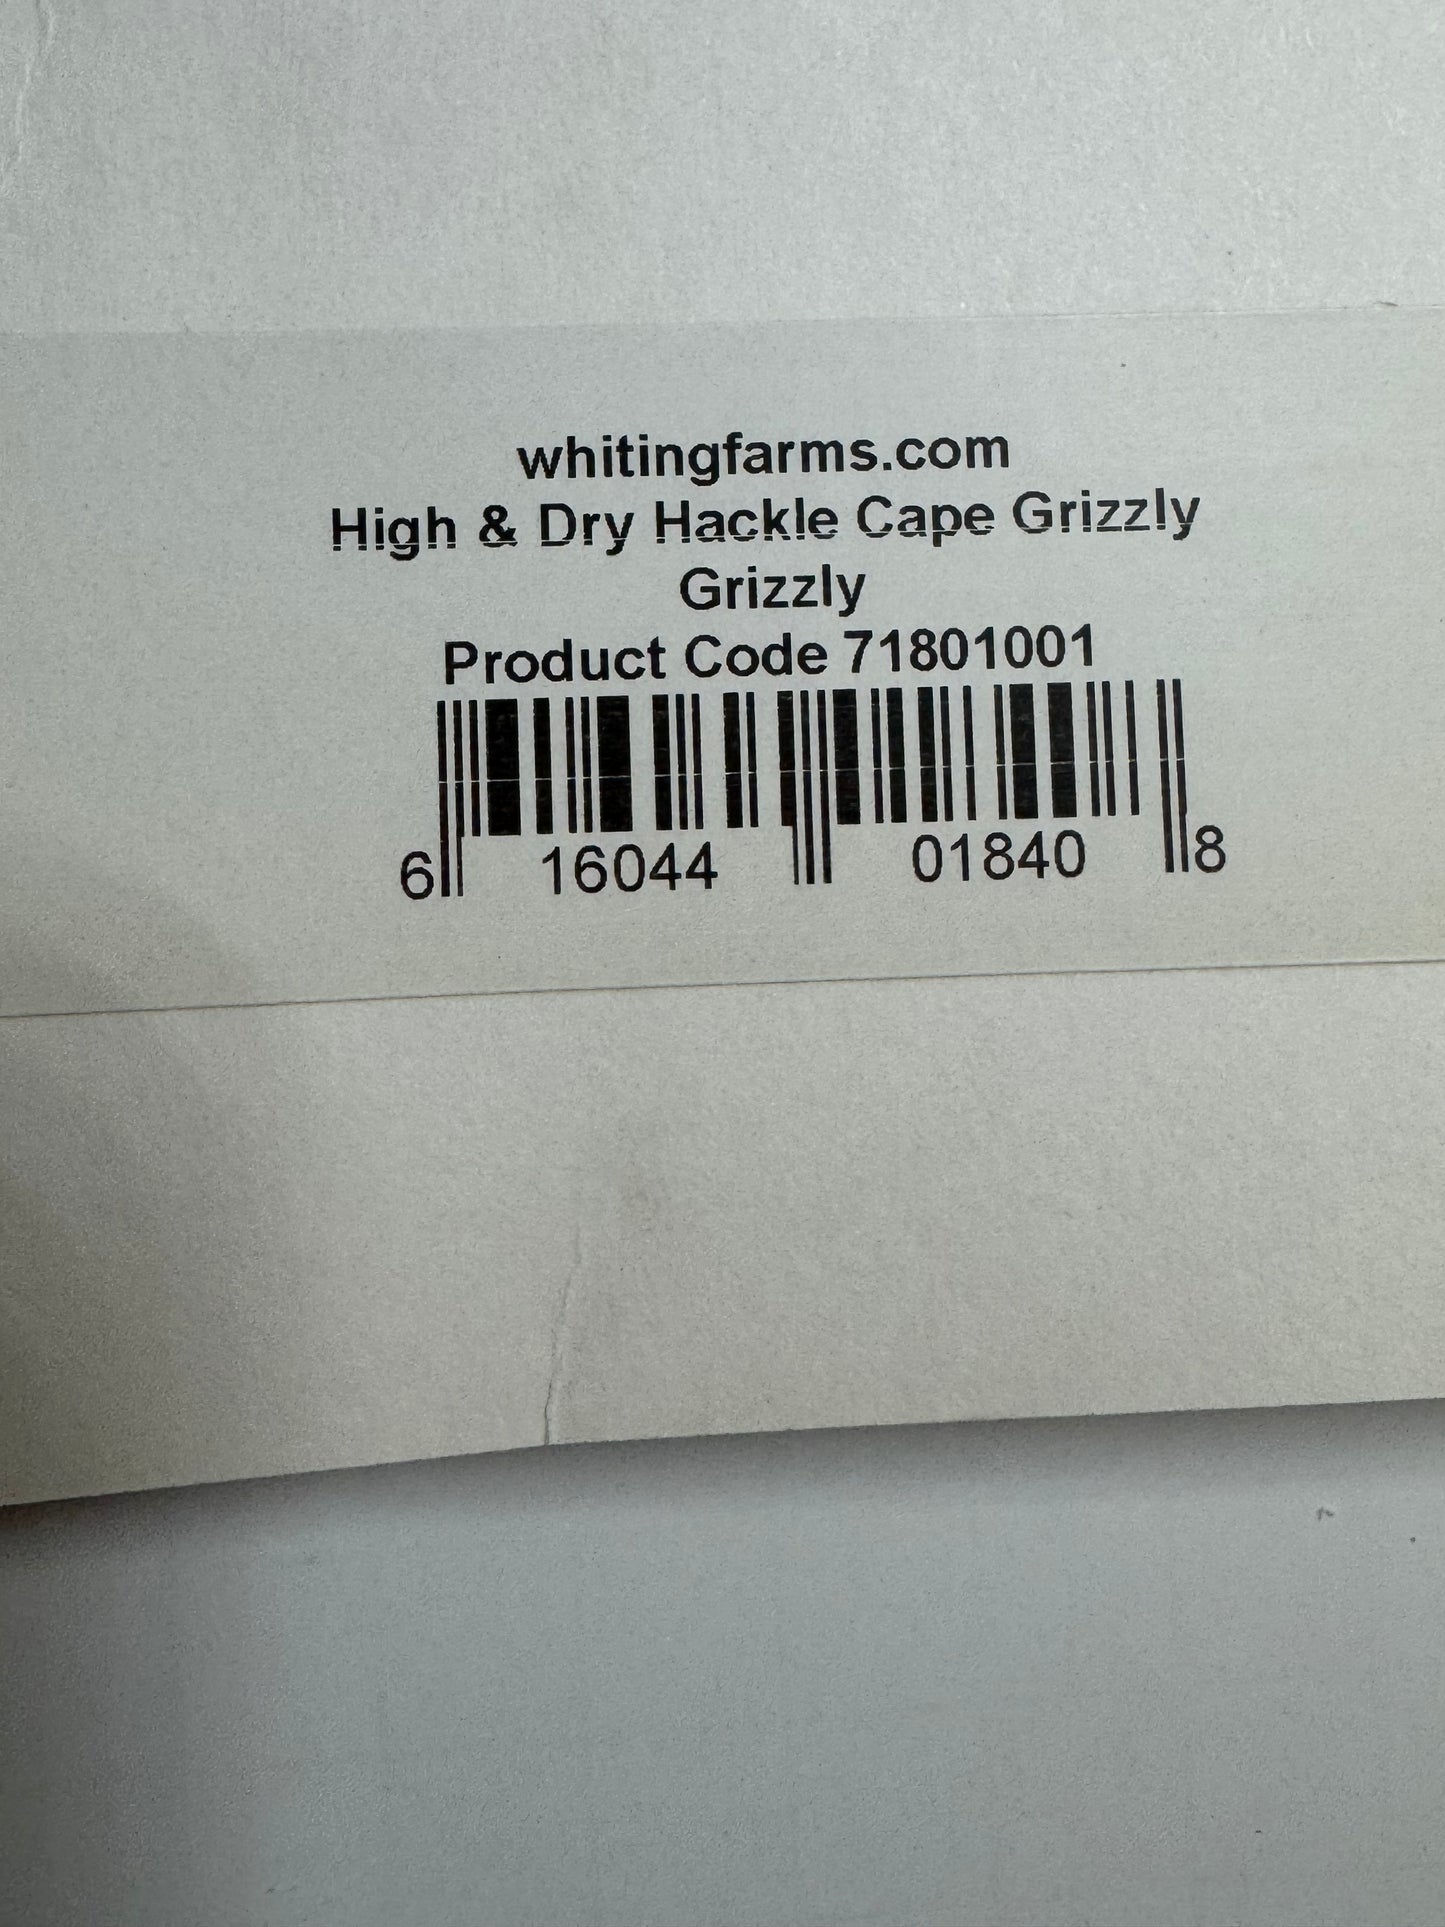 whitingfarms.com
High & Dry Hackle Cape Grizzly
Grizzly
Product Code 71801001
6 16044 01840 8